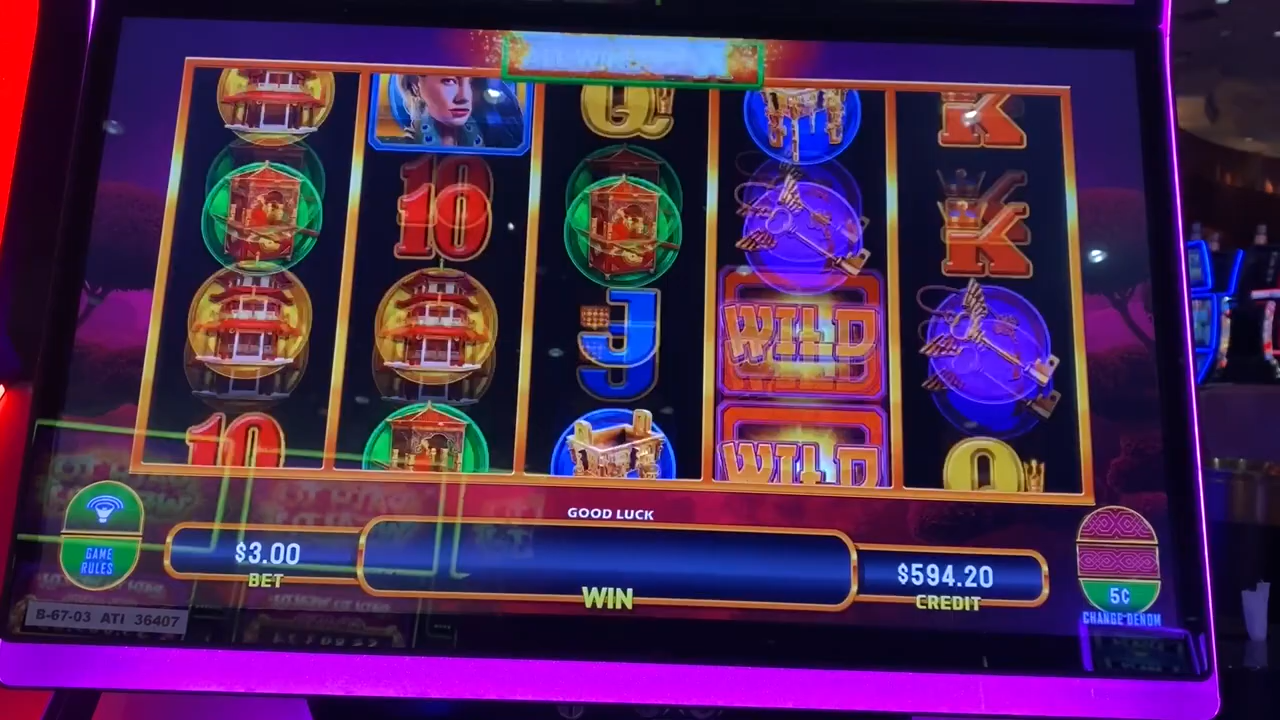 Q
K
10
K
J
WILD
WILD
10
Q
GOOD LUCK
GAME
RULES
$3.00
BET
WIN
$594.20
CREDIT
5¢
CHANGE DENOM
B-67-03 ATI 36407